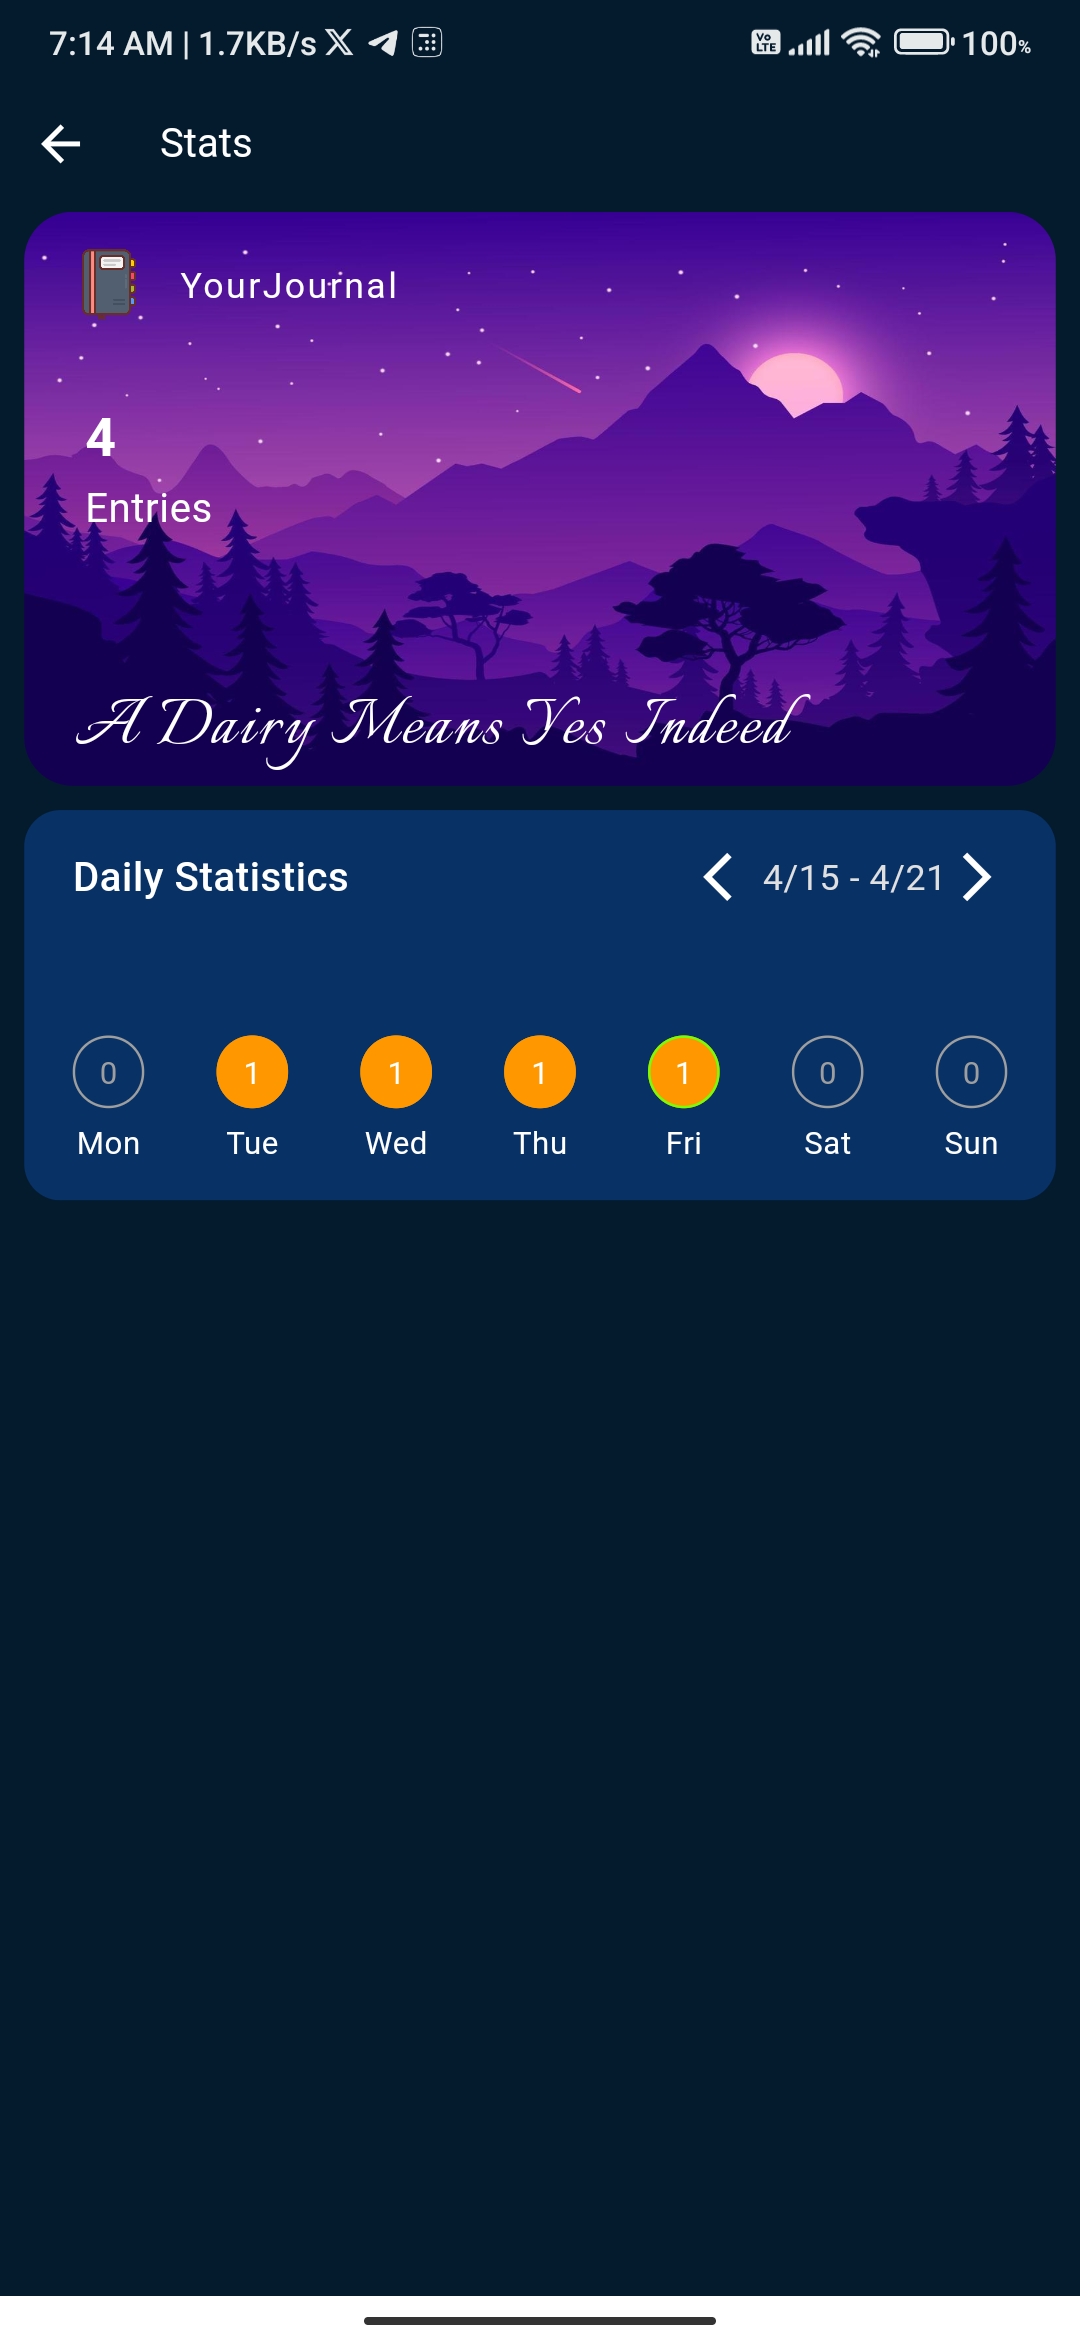 7:14 AM | 1.7KB/s
Vo LTE 100%
Stats
YourJournal
4
Entries
A Dairy Means Yes Indeed
Daily Statistics
4/15 - 4/21
0 1 1 1 1 0 0
Mon Tue Wed Thu Fri Sat Sun